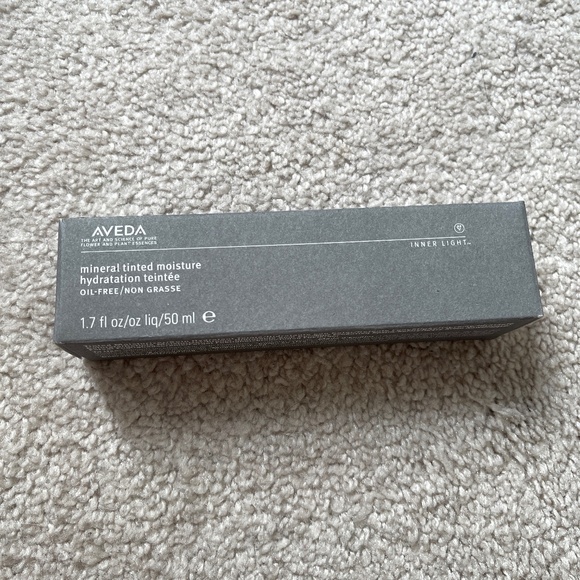 AVEDA
THE ART AND SCIENCE OF PURE
FLOWER AND PLANT ESSENCES
INNER LIGHT™
mineral tinted moisture
hydratation teintée
OIL-FREE/NON GRASSE
1.7 fl oz/oz liq/50 ml ℮